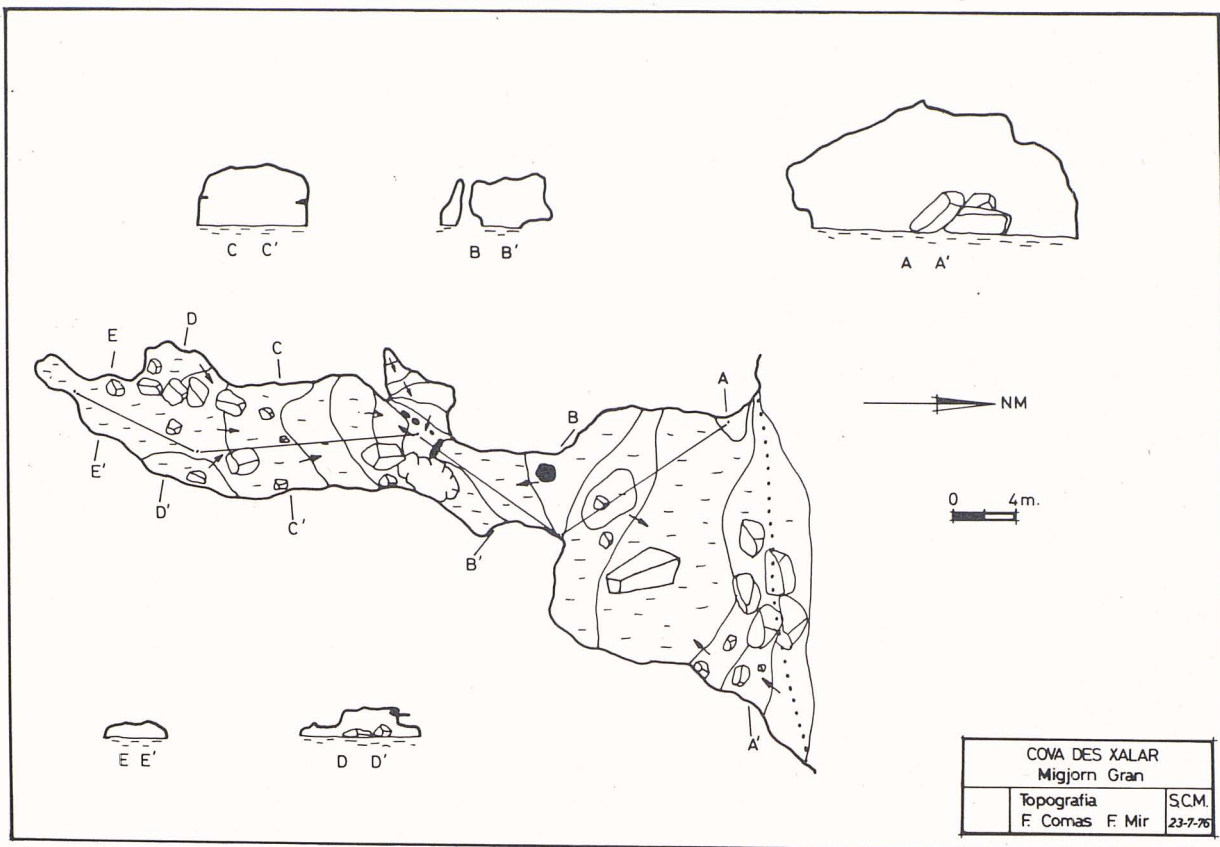 C C'
B B'
A A'
E
D
C
B
A
NM
0 4m.
E'
D'
C'
B'
A'
E E'
D D'
COVA DES XALAR
Migjorn Gran
Topografia
F. Comas F. Mir
S.C.M.
23-7-76